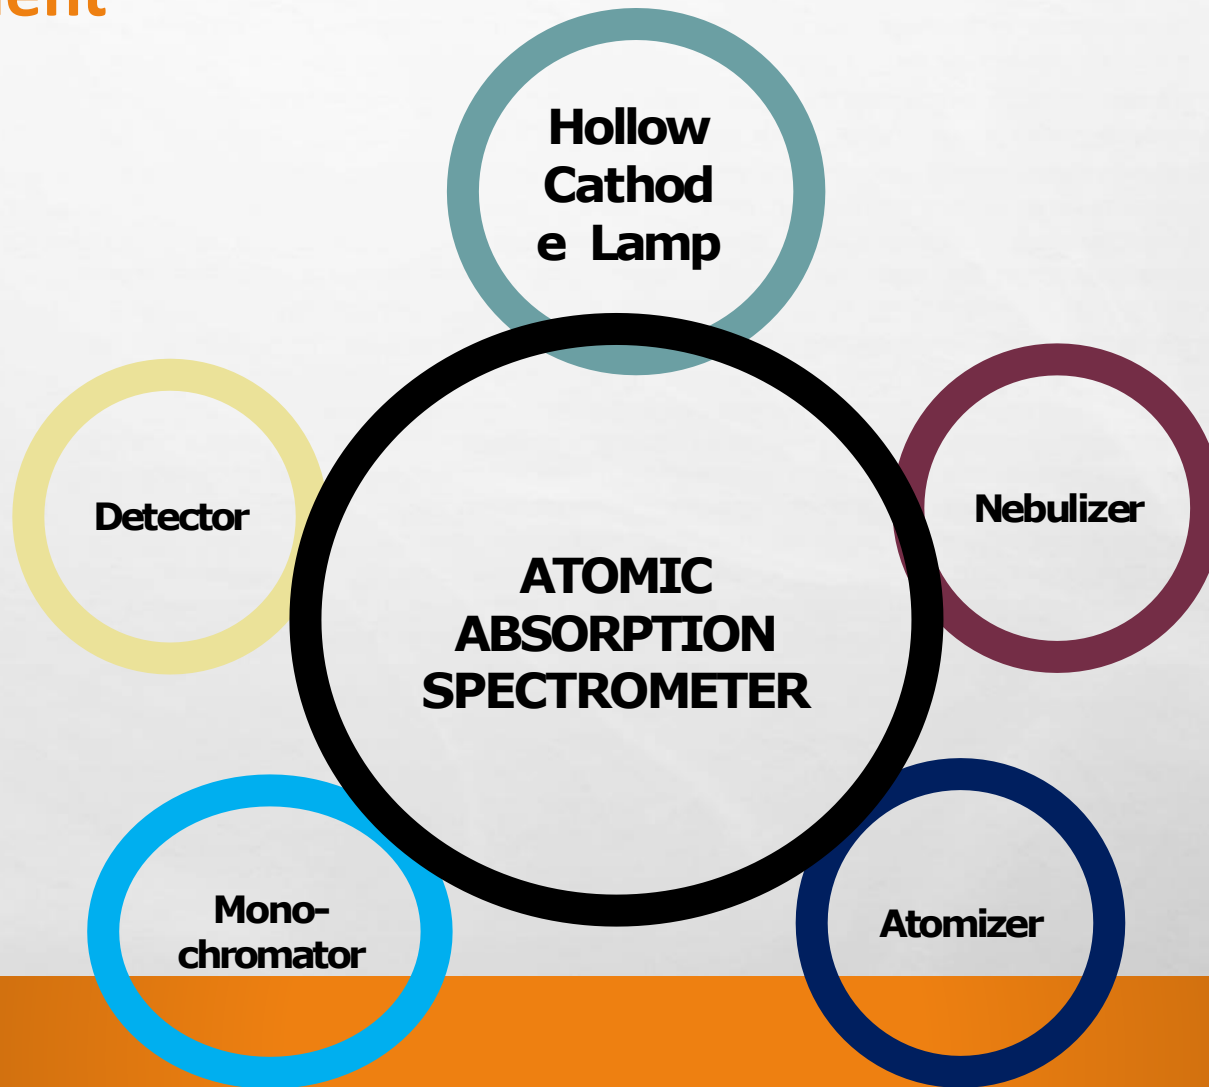 Hollow
Cathod
e Lamp
Detector
Nebulizer
ATOMIC
ABSORPTION
SPECTROMETER
Mono-
chromator
Atomizer